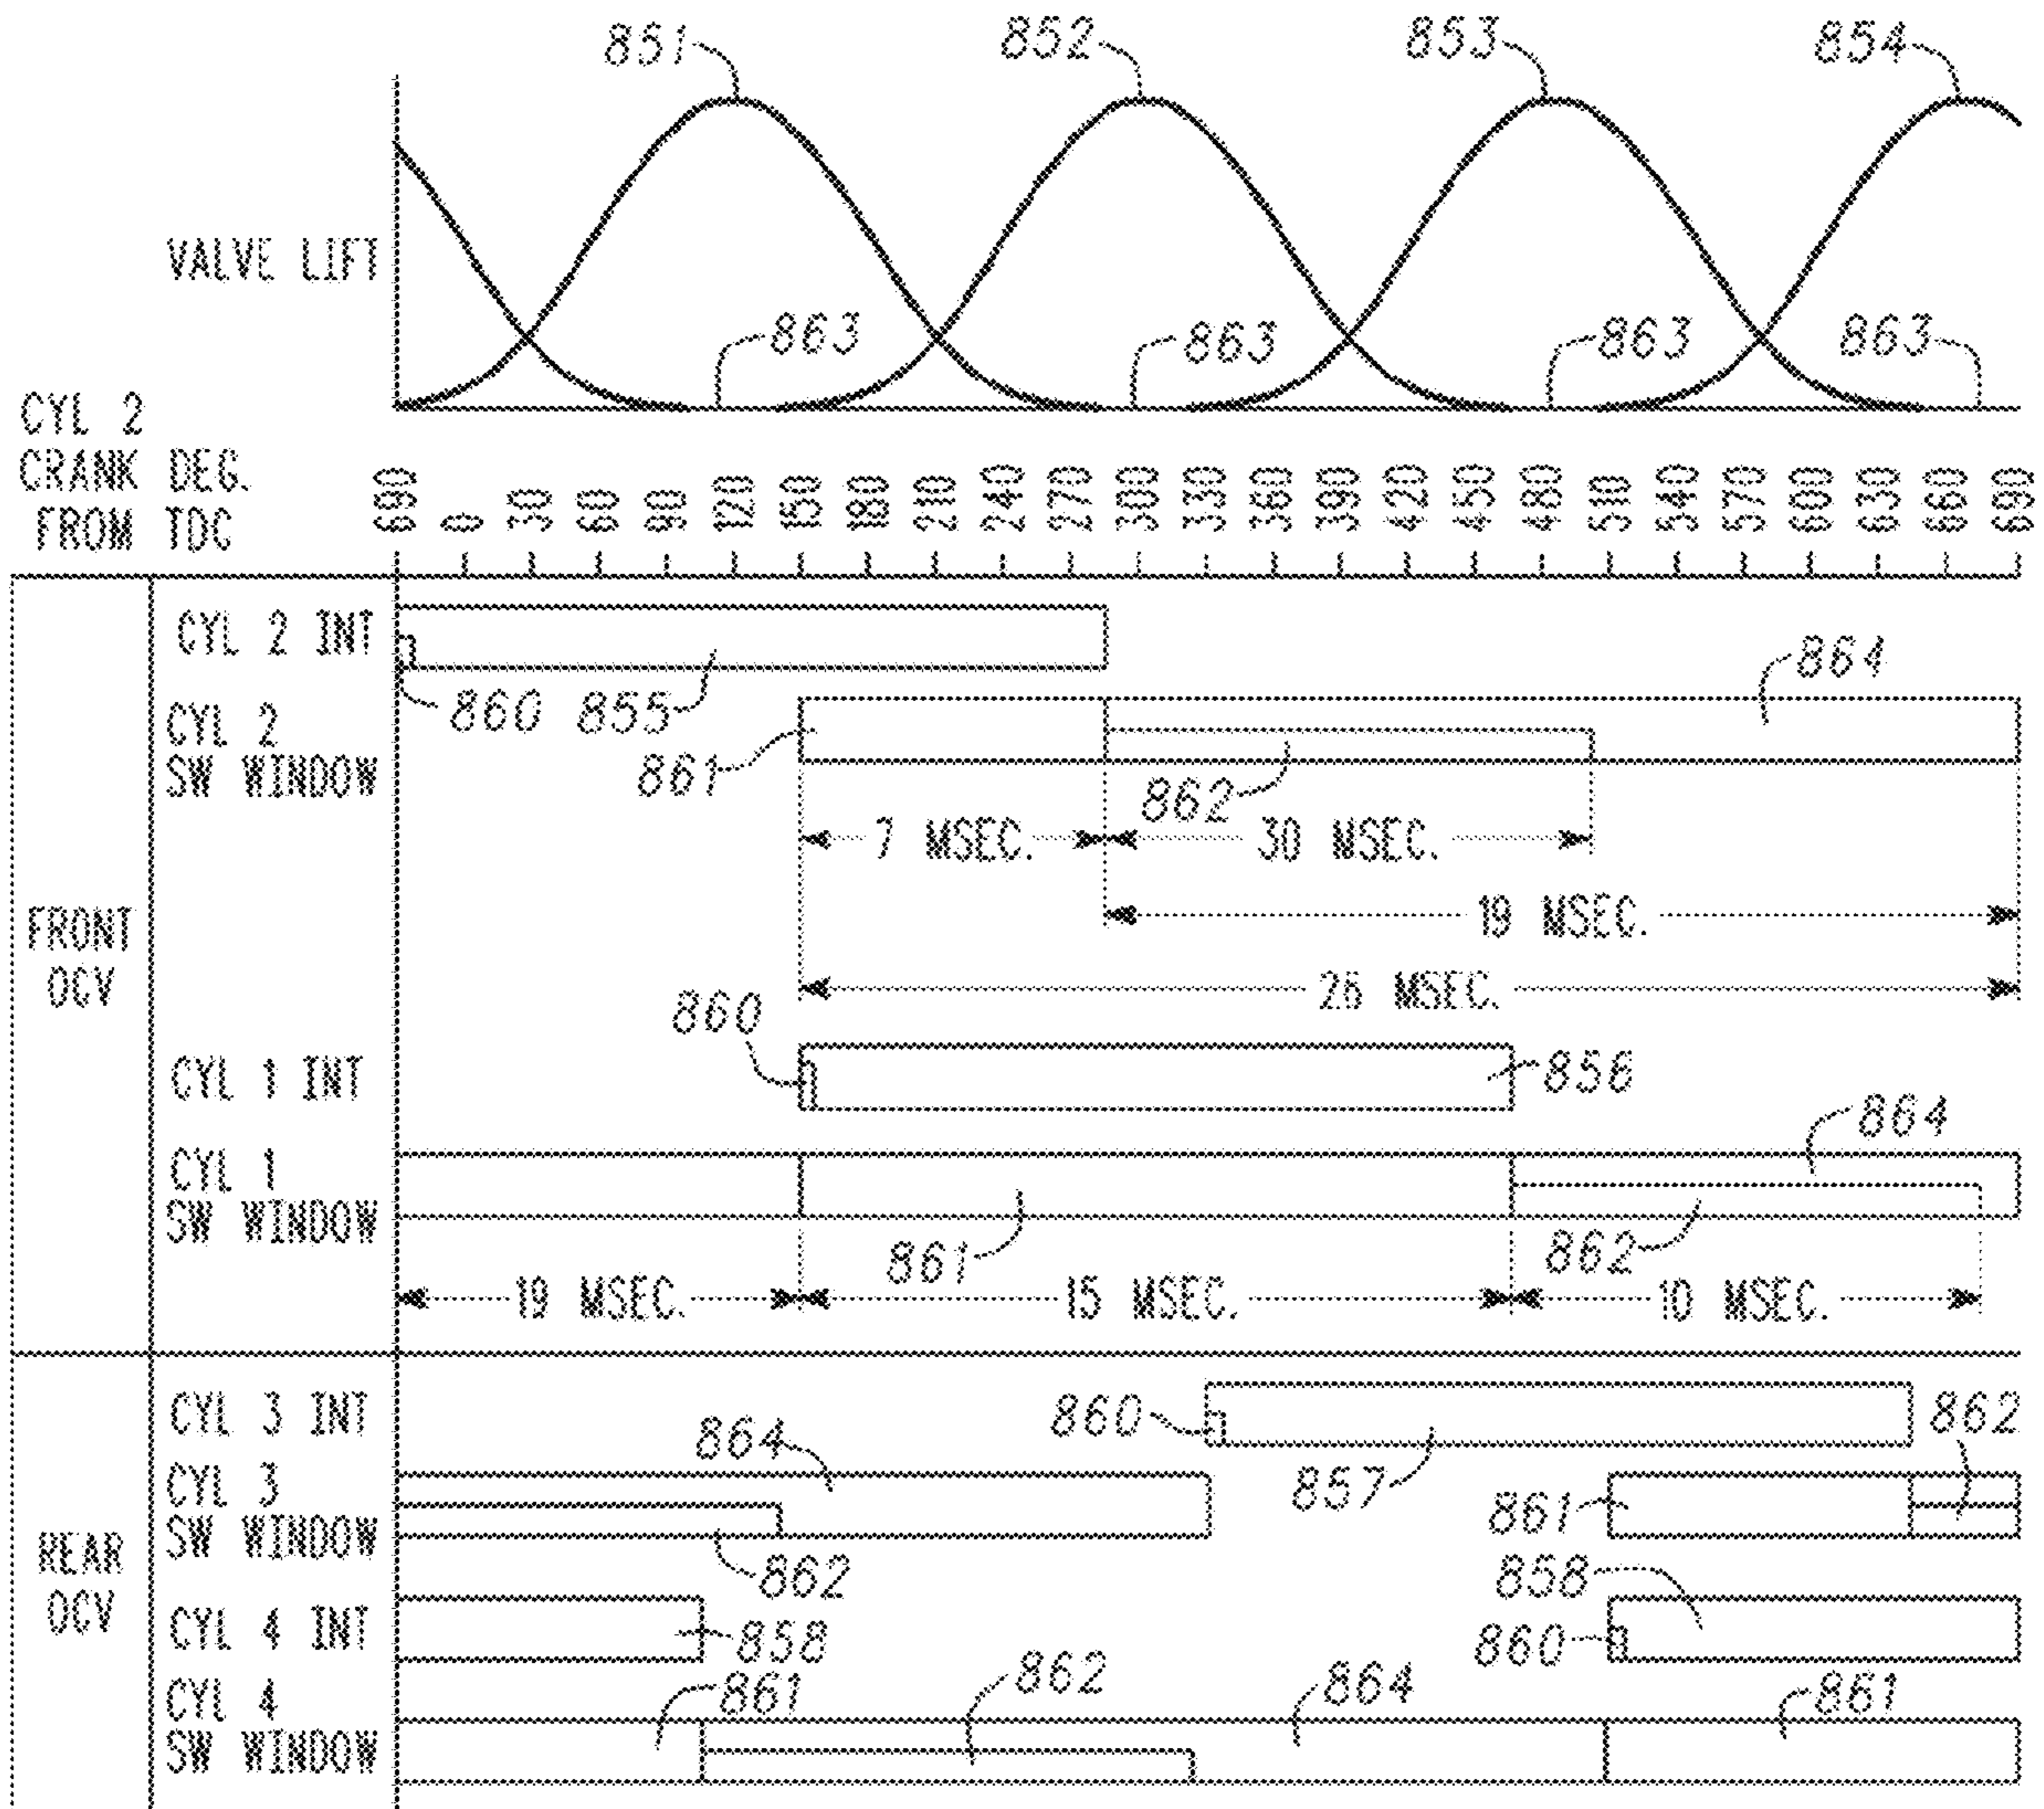 851 852 853 854
VALVE LIFT
863 863 863 863
CYL 2
CRANK DEG.
FROM TDC
690 0 30 60 90 120 150 180 210 240 270 300 330 360 390 420 450 480 510 540 570 600 630 660 690
FRONT
OCV
CYL 2 INT
860 855
864
CYL 2
SW WINDOW
861
862
7 MSEC. 30 MSEC.
19 MSEC.
26 MSEC.
860
CYL 1 INT
856
864
CYL 1
SW WINDOW
861
862
19 MSEC. 15 MSEC. 10 MSEC.
REAR
OCV
CYL 3 INT
860
857
862
864
CYL 3
SW WINDOW
862
861
858
CYL 4 INT
858
860
CYL 4
SW WINDOW
861
862
864
861